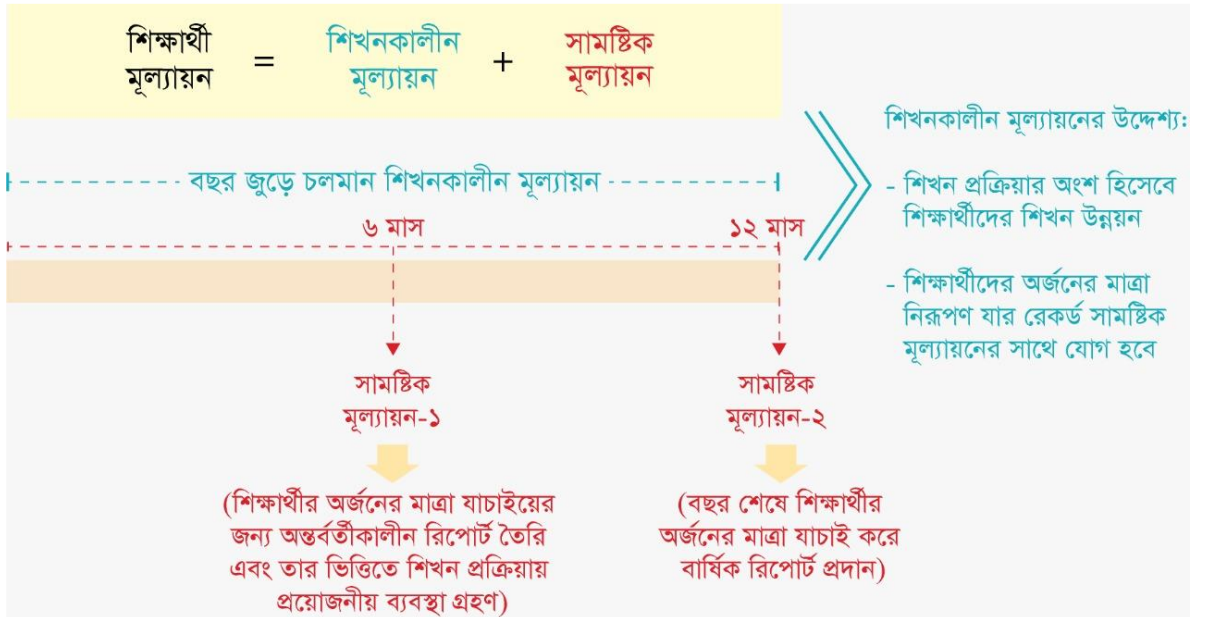 শিক্ষার্থী
মূল্যায়ন
=
শিখনকালীন
মূল্যায়ন
+
সামষ্টিক
মূল্যায়ন
বছর জুড়ে চলমান শিখনকালীন মূল্যায়ন
৬ মাস
১২ মাস
শিখনকালীন মূল্যায়নের উদ্দেশ্য:
- শিখন প্রক্রিয়ার অংশ হিসেবে
শিক্ষার্থীদের শিখন উন্নয়ন
- শিক্ষার্থীদের অর্জনের মাত্রা
নিরূপণ যার রেকর্ড সামষ্টিক
মূল্যায়নের সাথে যোগ হবে
সামষ্টিক
মূল্যায়ন-১
(শিক্ষার্থীর অর্জনের মাত্রা যাচাইয়ের
জন্য অন্তর্বর্তীকালীন রিপোর্ট তৈরি
এবং তার ভিত্তিতে শিখন প্রক্রিয়ায়
প্রয়োজনীয় ব্যবস্থা গ্রহণ)
সামষ্টিক
মূল্যায়ন-২
(বছর শেষে শিক্ষার্থীর
অর্জনের মাত্রা যাচাই করে
বার্ষিক রিপোর্ট প্রদান)